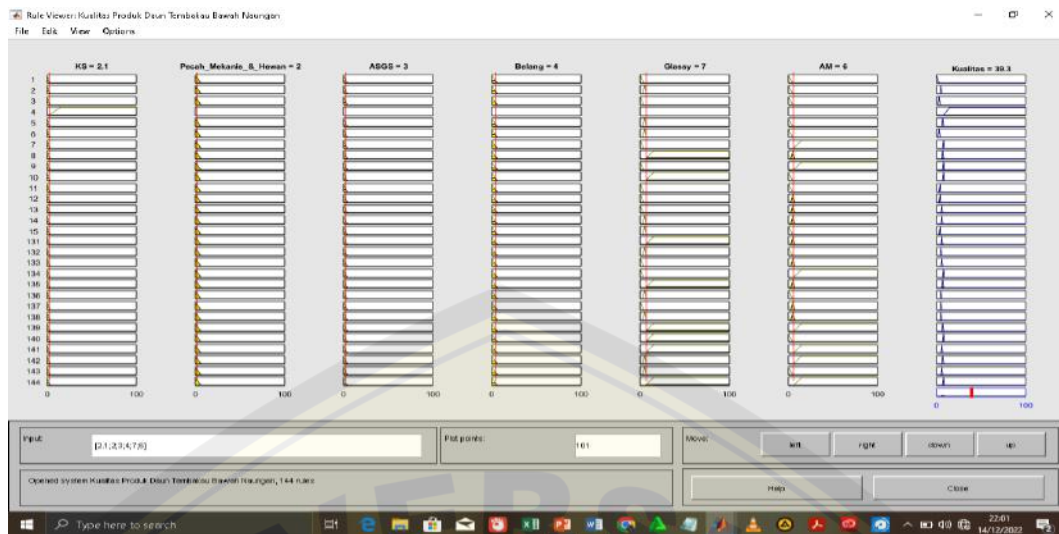 Rule Viewer: Kualitas Produk Daun Tembakau Bawah Naungan
File Edit View Options
KS = 2.1
Pecah_Mekanis_&_Hewan = 2
ASGS = 3
Belang = 4
Glassy = 7
AM = 6
Kualitas = 39.3
1
2
3
4
5
6
7
8
9
10
11
12
13
14
15
131
132
133
134
135
136
137
138
139
140
141
142
143
144
0 100 0 100 0 100 0 100 0 100 0 100
0 100
Input: [2.1;2;3;4;7;6]
Plot points: 101
Move: left right down up
Opened system Kualitas Produk Daun Tembakau Bawah Naungan, 144 rules
Help Close
Type here to search
22:01
14/12/2022